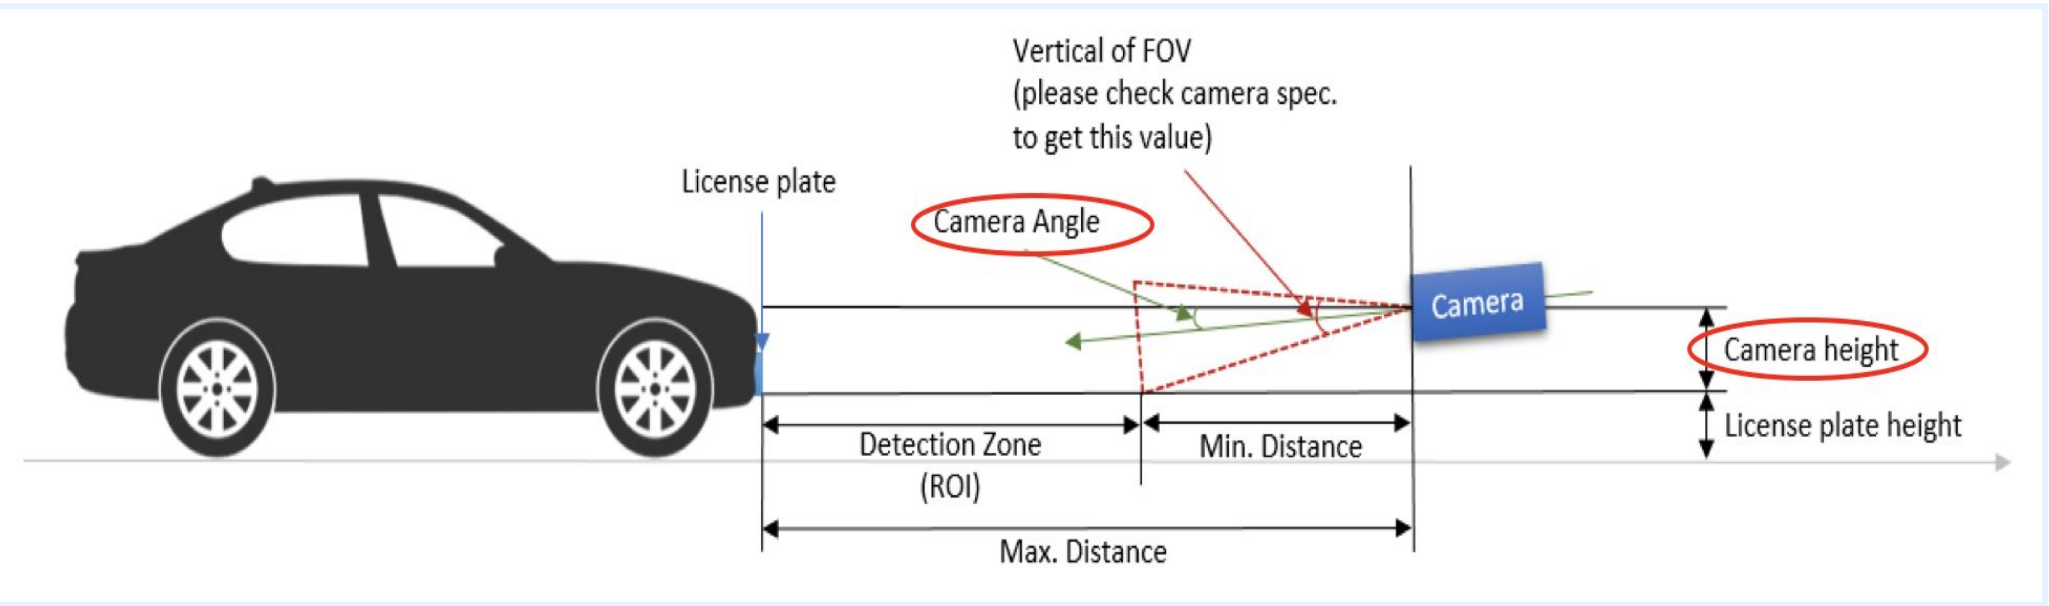 Vertical of FOV
(please check camera spec.
to get this value)
License plate
Camera Angle
Camera
Camera height
License plate height
Detection Zone
(ROI)
Min. Distance
Max. Distance